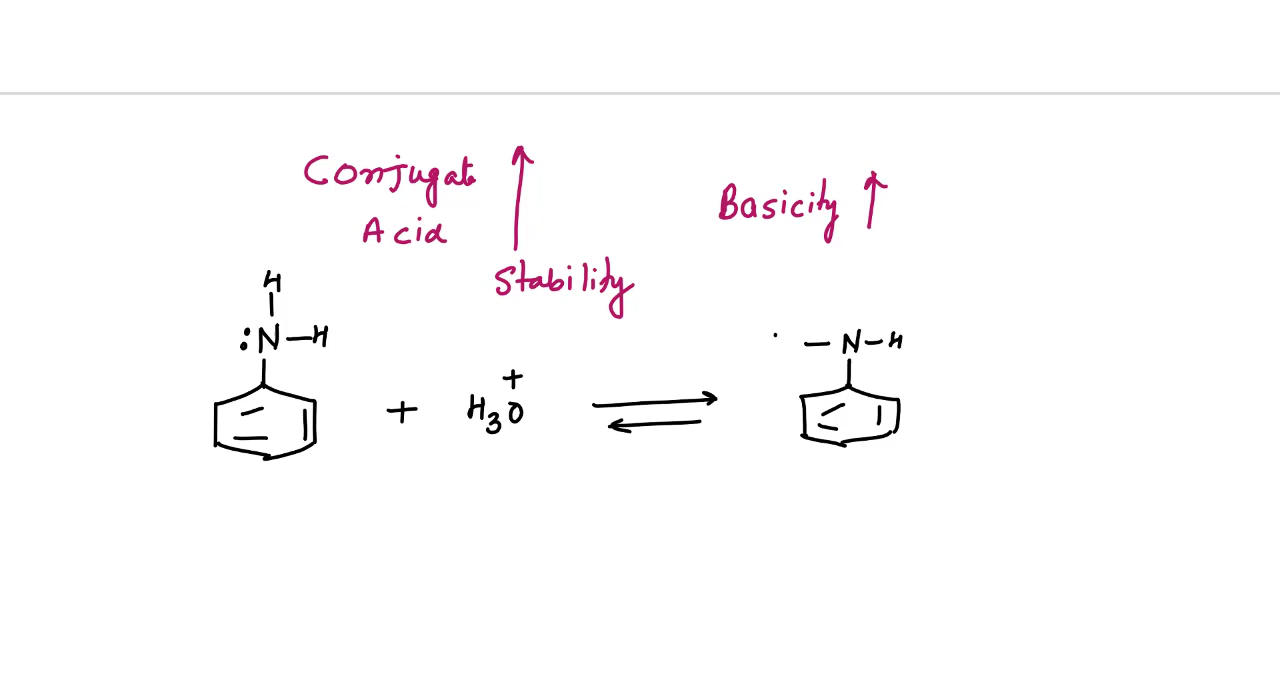 Conjugate
Acid
Stability
Basicity
H
:N-H
+ H3O+
-N-H